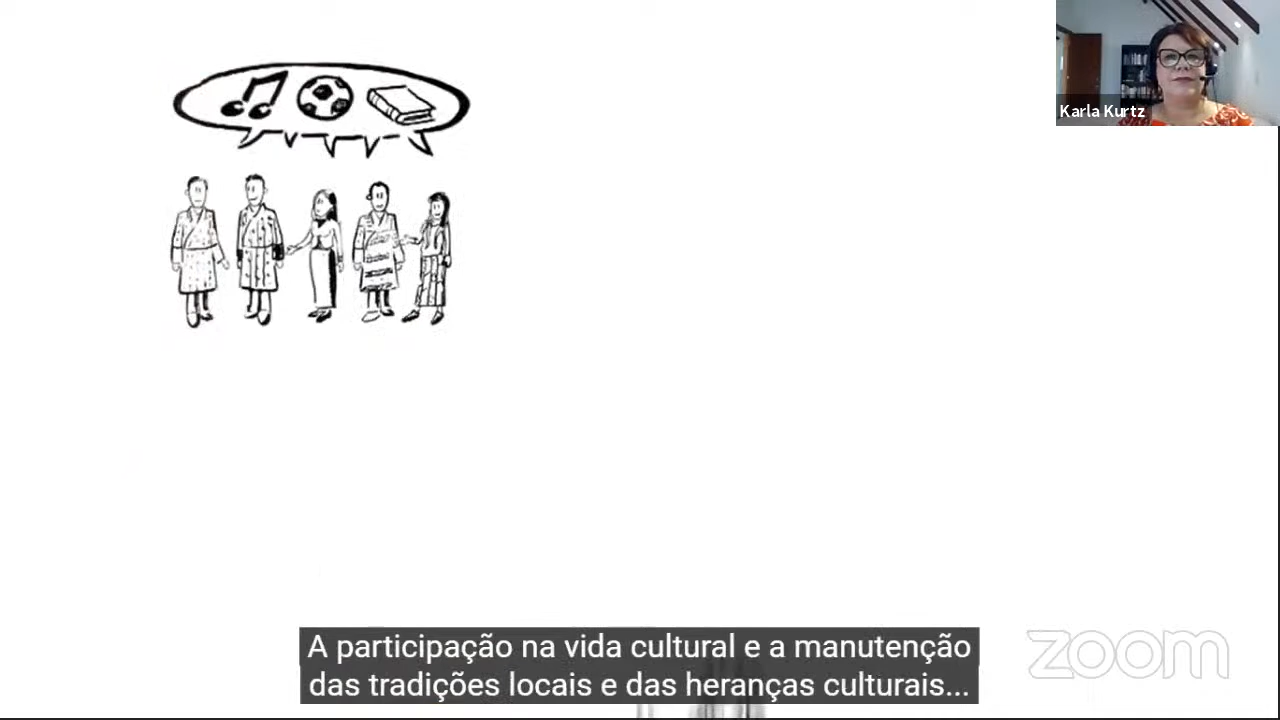 Karla Kurtz
A participação na vida cultural e a manutenção
das tradições locais e das heranças culturais...
zoom